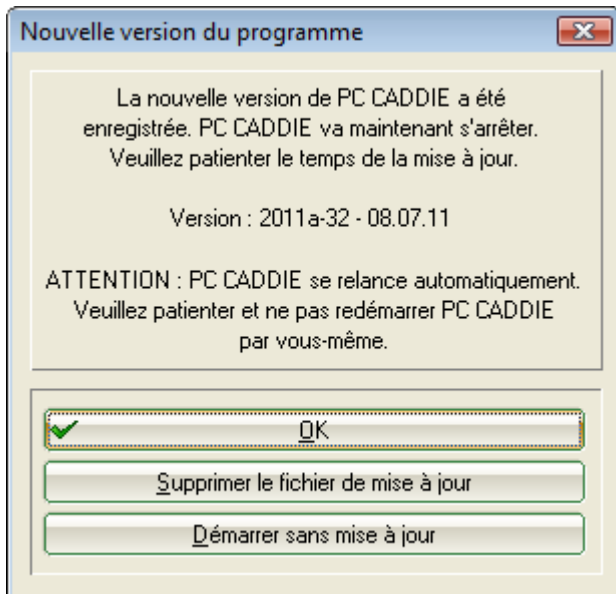 Nouvelle version du programme
La nouvelle version de PC CADDIE a été
enregistrée. PC CADDIE va maintenant s'arrêter.
Veuillez patienter le temps de la mise à jour.
Version : 2011a-32 - 08.07.11
ATTENTION : PC CADDIE se relance automatiquement.
Veuillez patienter et ne pas redémarrer PC CADDIE
par vous-même.
OK
Supprimer le fichier de mise à jour
Démarrer sans mise à jour